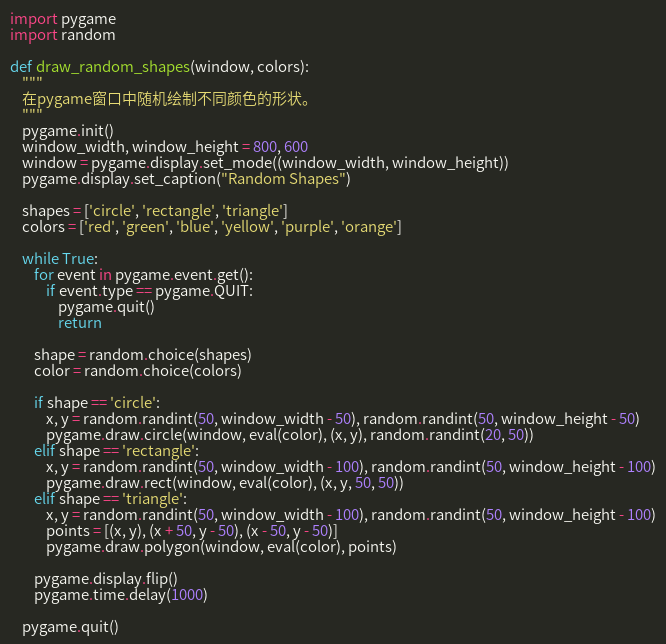 import pygame
import random

def draw_random_shapes(window, colors):
    """
    在pygame窗口中随机绘制不同颜色的形状。
    """
    pygame.init()
    window_width, window_height = 800, 600
    window = pygame.display.set_mode((window_width, window_height))
    pygame.display.set_caption("Random Shapes")

    shapes = ['circle', 'rectangle', 'triangle']
    colors = ['red', 'green', 'blue', 'yellow', 'purple', 'orange']

    while True:
        for event in pygame.event.get():
            if event.type == pygame.QUIT:
                pygame.quit()
                return

        shape = random.choice(shapes)
        color = random.choice(colors)

        if shape == 'circle':
            x, y = random.randint(50, window_width - 50), random.randint(50, window_height - 50)
            pygame.draw.circle(window, eval(color), (x, y), random.randint(20, 50))
        elif shape == 'rectangle':
            x, y = random.randint(50, window_width - 100), random.randint(50, window_height - 100)
            pygame.draw.rect(window, eval(color), (x, y, 50, 50))
        elif shape == 'triangle':
            x, y = random.randint(50, window_width - 100), random.randint(50, window_height - 100)
            points = [(x, y), (x + 50, y - 50), (x - 50, y - 50)]
            pygame.draw.polygon(window, eval(color), points)

        pygame.display.flip()
        pygame.time.delay(1000)

    pygame.quit()